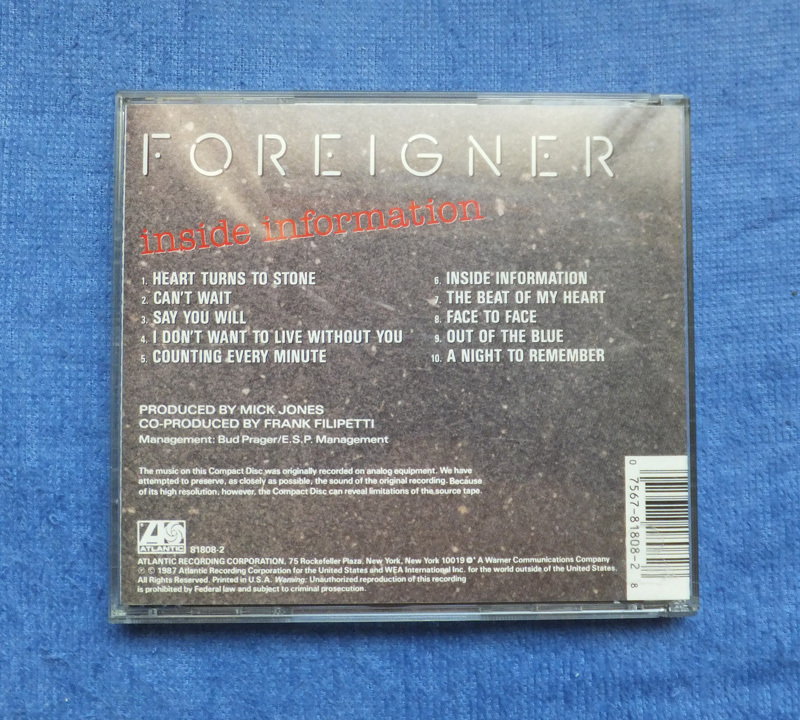 FOREIGNER
inside information
1. HEART TURNS TO STONE
2. CAN'T WAIT
3. SAY YOU WILL
4. I DON'T WANT TO LIVE WITHOUT YOU
5. COUNTING EVERY MINUTE
6. INSIDE INFORMATION
7. THE BEAT OF MY HEART
8. FACE TO FACE
9. OUT OF THE BLUE
10. A NIGHT TO REMEMBER
PRODUCED BY MICK JONES
CO-PRODUCED BY FRANK FILIPETTI
Management: Bud Prager/E.S.P. Management
The music on this Compact Disc was originally recorded on analog equipment. We have
attempted to preserve, as closely as possible, the sound of the original recording. Because
of its high resolution, however, the Compact Disc can reveal limitations of the source tape.
ATLANTIC
81808-2
ATLANTIC RECORDING CORPORATION, 75 Rockefeller Plaza, New York, New York 10019 A Warner Communications Company
℗ © 1987 Atlantic Recording Corporation for the United States and WEA International Inc. for the world outside of the United States.
All Rights Reserved. Printed in U.S.A. Warning: Unauthorized reproduction of this recording
is prohibited by Federal law and subject to criminal prosecution.
0 7567-81808-2 8